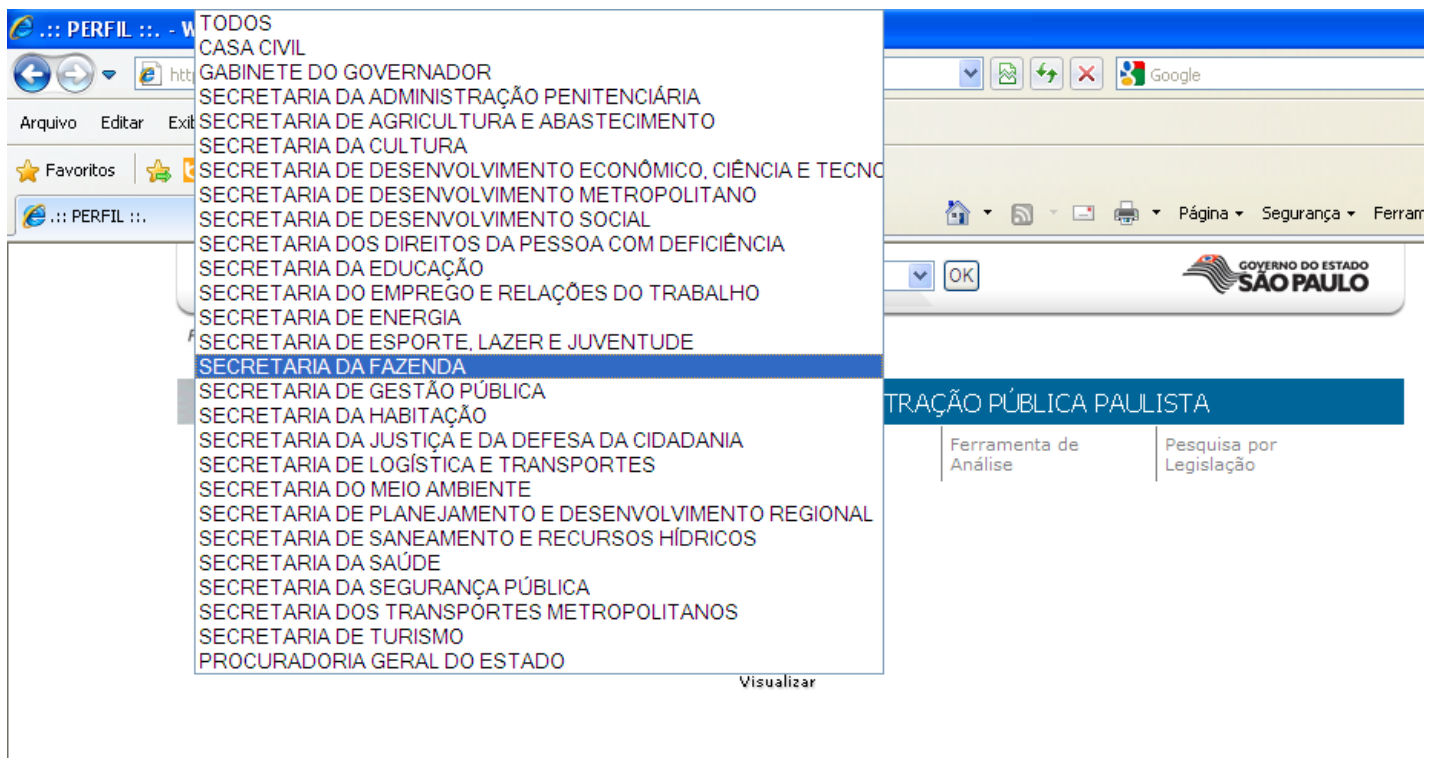 .:: PERFIL ::. - W
http
Google
Arquivo Editar Exib
Favoritos
.:: PERFIL ::.
Página Segurança Ferram
TODOS
CASA CIVIL
GABINETE DO GOVERNADOR
SECRETARIA DA ADMINISTRAÇÃO PENITENCIÁRIA
SECRETARIA DE AGRICULTURA E ABASTECIMENTO
SECRETARIA DA CULTURA
SECRETARIA DE DESENVOLVIMENTO ECONÔMICO, CIÊNCIA E TECNO
SECRETARIA DE DESENVOLVIMENTO METROPOLITANO
SECRETARIA DE DESENVOLVIMENTO SOCIAL
SECRETARIA DOS DIREITOS DA PESSOA COM DEFICIÊNCIA
SECRETARIA DA EDUCAÇÃO
SECRETARIA DO EMPREGO E RELAÇÕES DO TRABALHO
SECRETARIA DE ENERGIA
SECRETARIA DE ESPORTE, LAZER E JUVENTUDE
SECRETARIA DA FAZENDA
SECRETARIA DE GESTÃO PÚBLICA
SECRETARIA DA HABITAÇÃO
SECRETARIA DA JUSTIÇA E DA DEFESA DA CIDADANIA
SECRETARIA DE LOGÍSTICA E TRANSPORTES
SECRETARIA DO MEIO AMBIENTE
SECRETARIA DE PLANEJAMENTO E DESENVOLVIMENTO REGIONAL
SECRETARIA DE SANEAMENTO E RECURSOS HÍDRICOS
SECRETARIA DA SAÚDE
SECRETARIA DA SEGURANÇA PÚBLICA
SECRETARIA DOS TRANSPORTES METROPOLITANOS
SECRETARIA DE TURISMO
PROCURADORIA GERAL DO ESTADO
OK
GOVERNO DO ESTADO
SÃO PAULO
TRAÇÃO PÚBLICA PAULISTA
Ferramenta de
Análise
Pesquisa por
Legislação
Visualizar